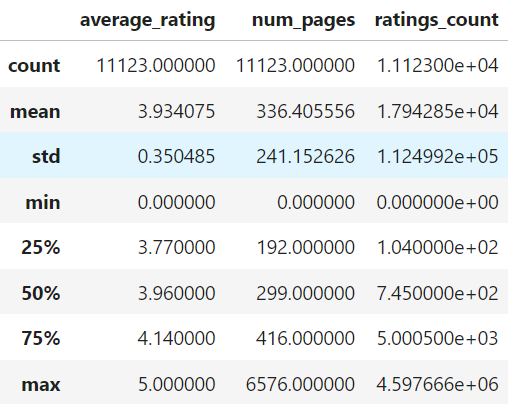 average_rating num_pages ratings_count
count 11123.000000 11123.000000 1.112300e+04
mean 3.934075 336.405556 1.794285e+04
std 0.350485 241.152626 1.124992e+05
min 0.000000 0.000000 0.000000e+00
25% 3.770000 192.000000 1.040000e+02
50% 3.960000 299.000000 7.450000e+02
75% 4.140000 416.000000 5.000500e+03
max 5.000000 6576.000000 4.597666e+06